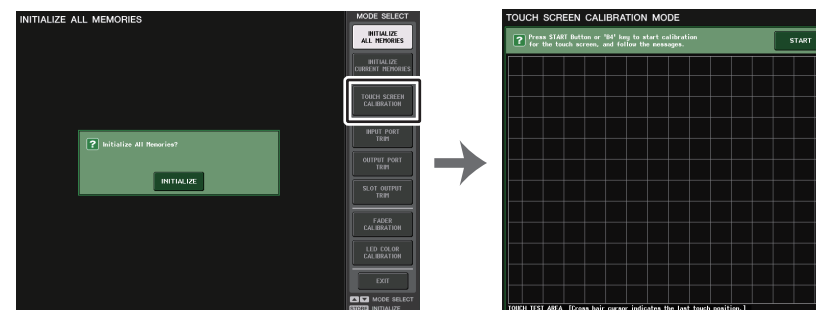 INITIALIZE ALL MEMORIES
? Initialize All Memories?
INITIALIZE
MODE SELECT
INITIALIZE
ALL MEMORIES
INITIALIZE
CURRENT MEMORIES
TOUCH SCREEN
CALIBRATION
INPUT PORT
TRIM
OUTPUT PORT
TRIM
SLOT OUTPUT
TRIM
FADER
CALIBRATION
LED COLOR
CALIBRATION
EXIT
MODE SELECT
STORE INITIALIZE
TOUCH SCREEN CALIBRATION MODE
? Press START Button or "B4" key to start calibration
for the touch screen, and follow the messages.
START
TOUCH TEST AREA [Cross hair cursor indicates the last touch position.]